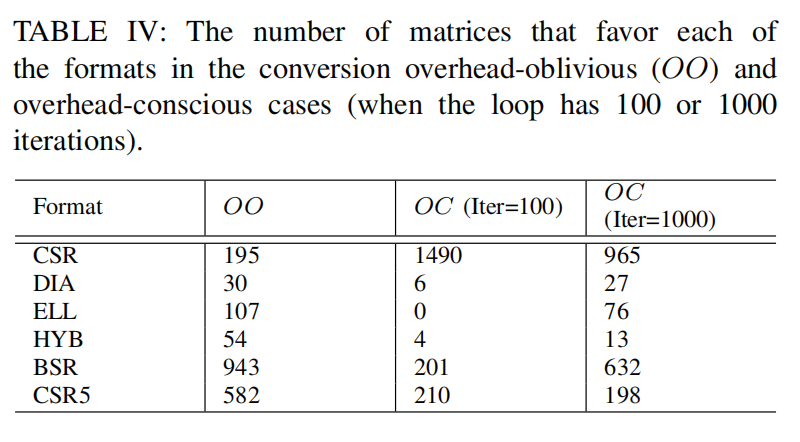 TABLE IV: The number of matrices that favor each of
the formats in the conversion overhead-oblivious (OO) and
overhead-conscious cases (when the loop has 100 or 1000
iterations).
Format OO OC (Iter=100) OC (Iter=1000)
CSR 195 1490 965
DIA 30 6 27
ELL 107 0 76
HYB 54 4 13
BSR 943 201 632
CSR5 582 210 198